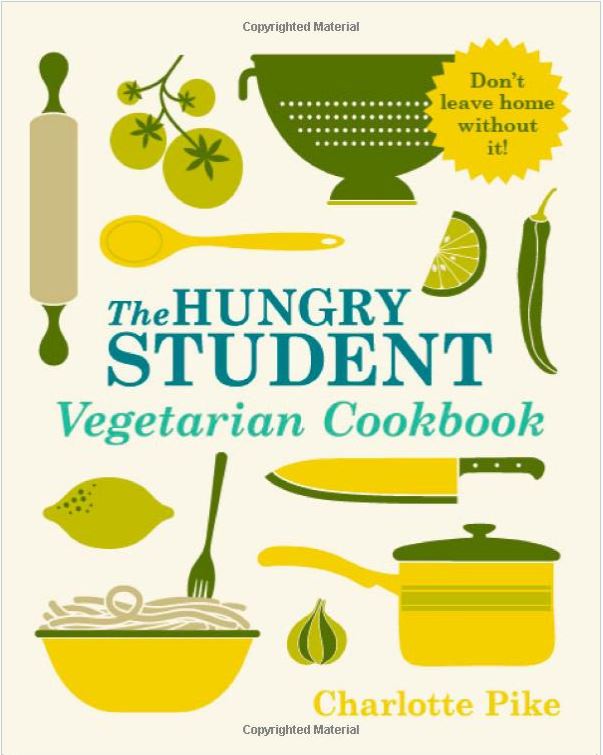 Copyrighted Material
Don't
leave home
without
it!
The HUNGRY
STUDENT
Vegetarian Cookbook
Charlotte Pike
Copyrighted Material